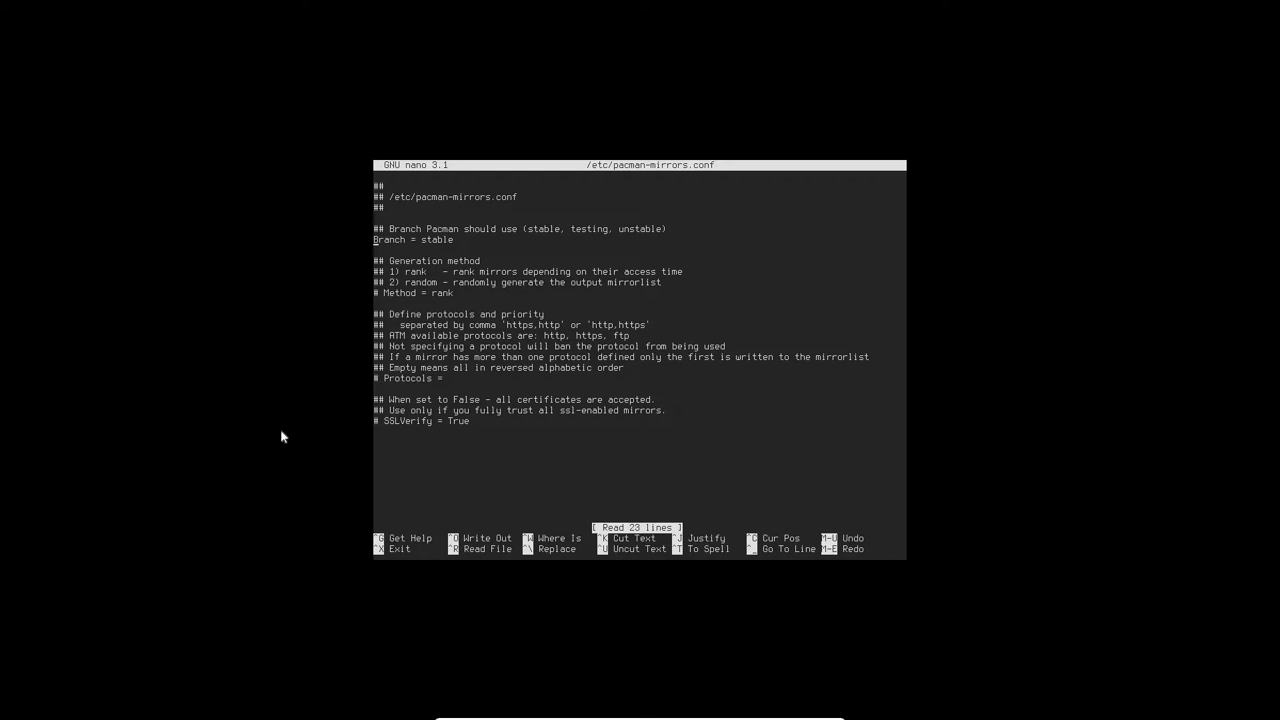 GNU nano 3.1 /etc/pacman-mirrors.conf
##
## /etc/pacman-mirrors.conf
##
## Branch Pacman should use (stable, testing, unstable)
Branch = stable
## Generation method
## 1) rank   - rank mirrors depending on their access time
## 2) random - randomly generate the output mirrorlist
# Method = rank
## Define protocols and priority
##   separated by comma 'https,http' or 'http,https'
## ATM available protocols are: http, https, ftp
## Not specifying a protocol will ban the protocol from being used
## If a mirror has more than one protocol defined only the first is written to the mirrorlist
## Empty means all in reversed alphabetic order
# Protocols =
## When set to False - all certificates are accepted.
## Use only if you fully trust all ssl-enabled mirrors.
# SSLVerify = True
[ Read 23 lines ]
^G Get Help ^O Write Out ^W Where Is ^K Cut Text ^J Justify ^C Cur Pos M-U Undo
^X Exit ^R Read File ^\ Replace ^U Uncut Text ^T To Spell ^_ Go To Line M-E Redo